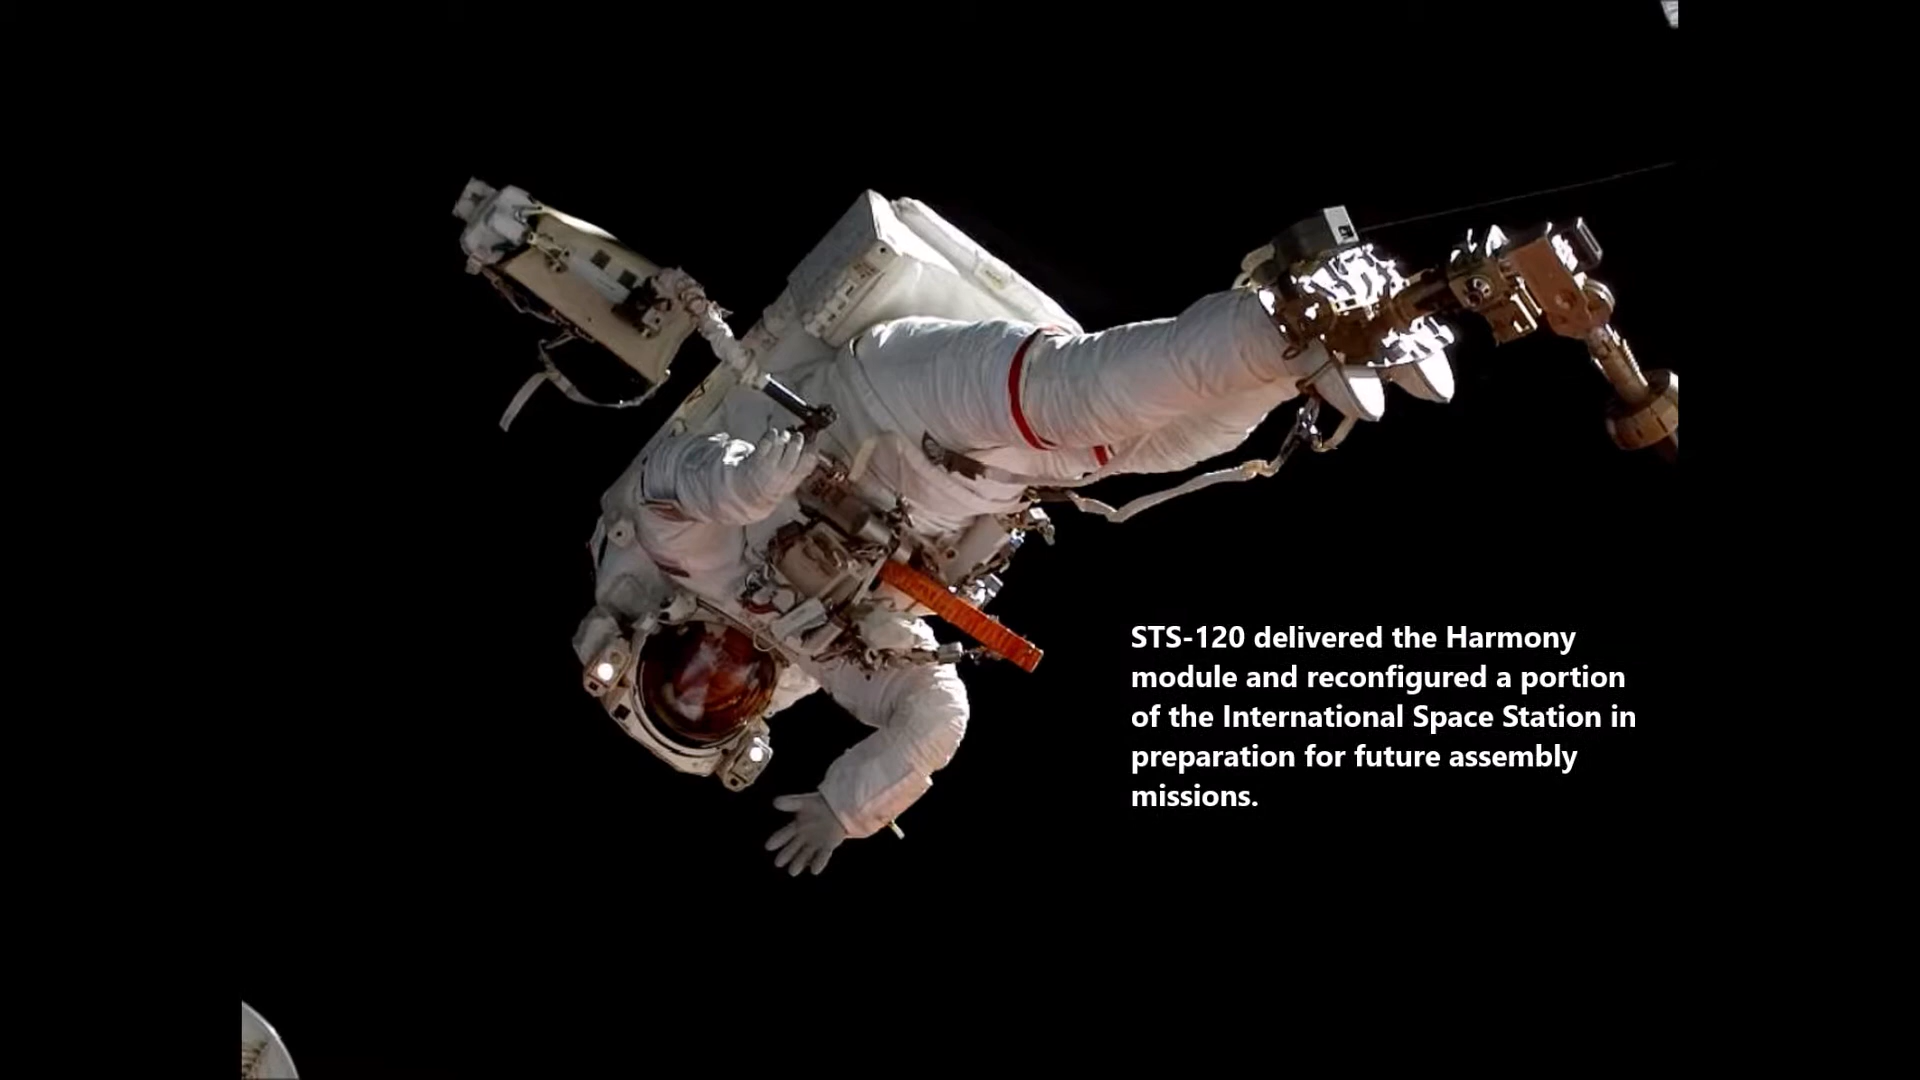 STS-120 delivered the Harmony
module and reconfigured a portion
of the International Space Station in
preparation for future assembly
missions.